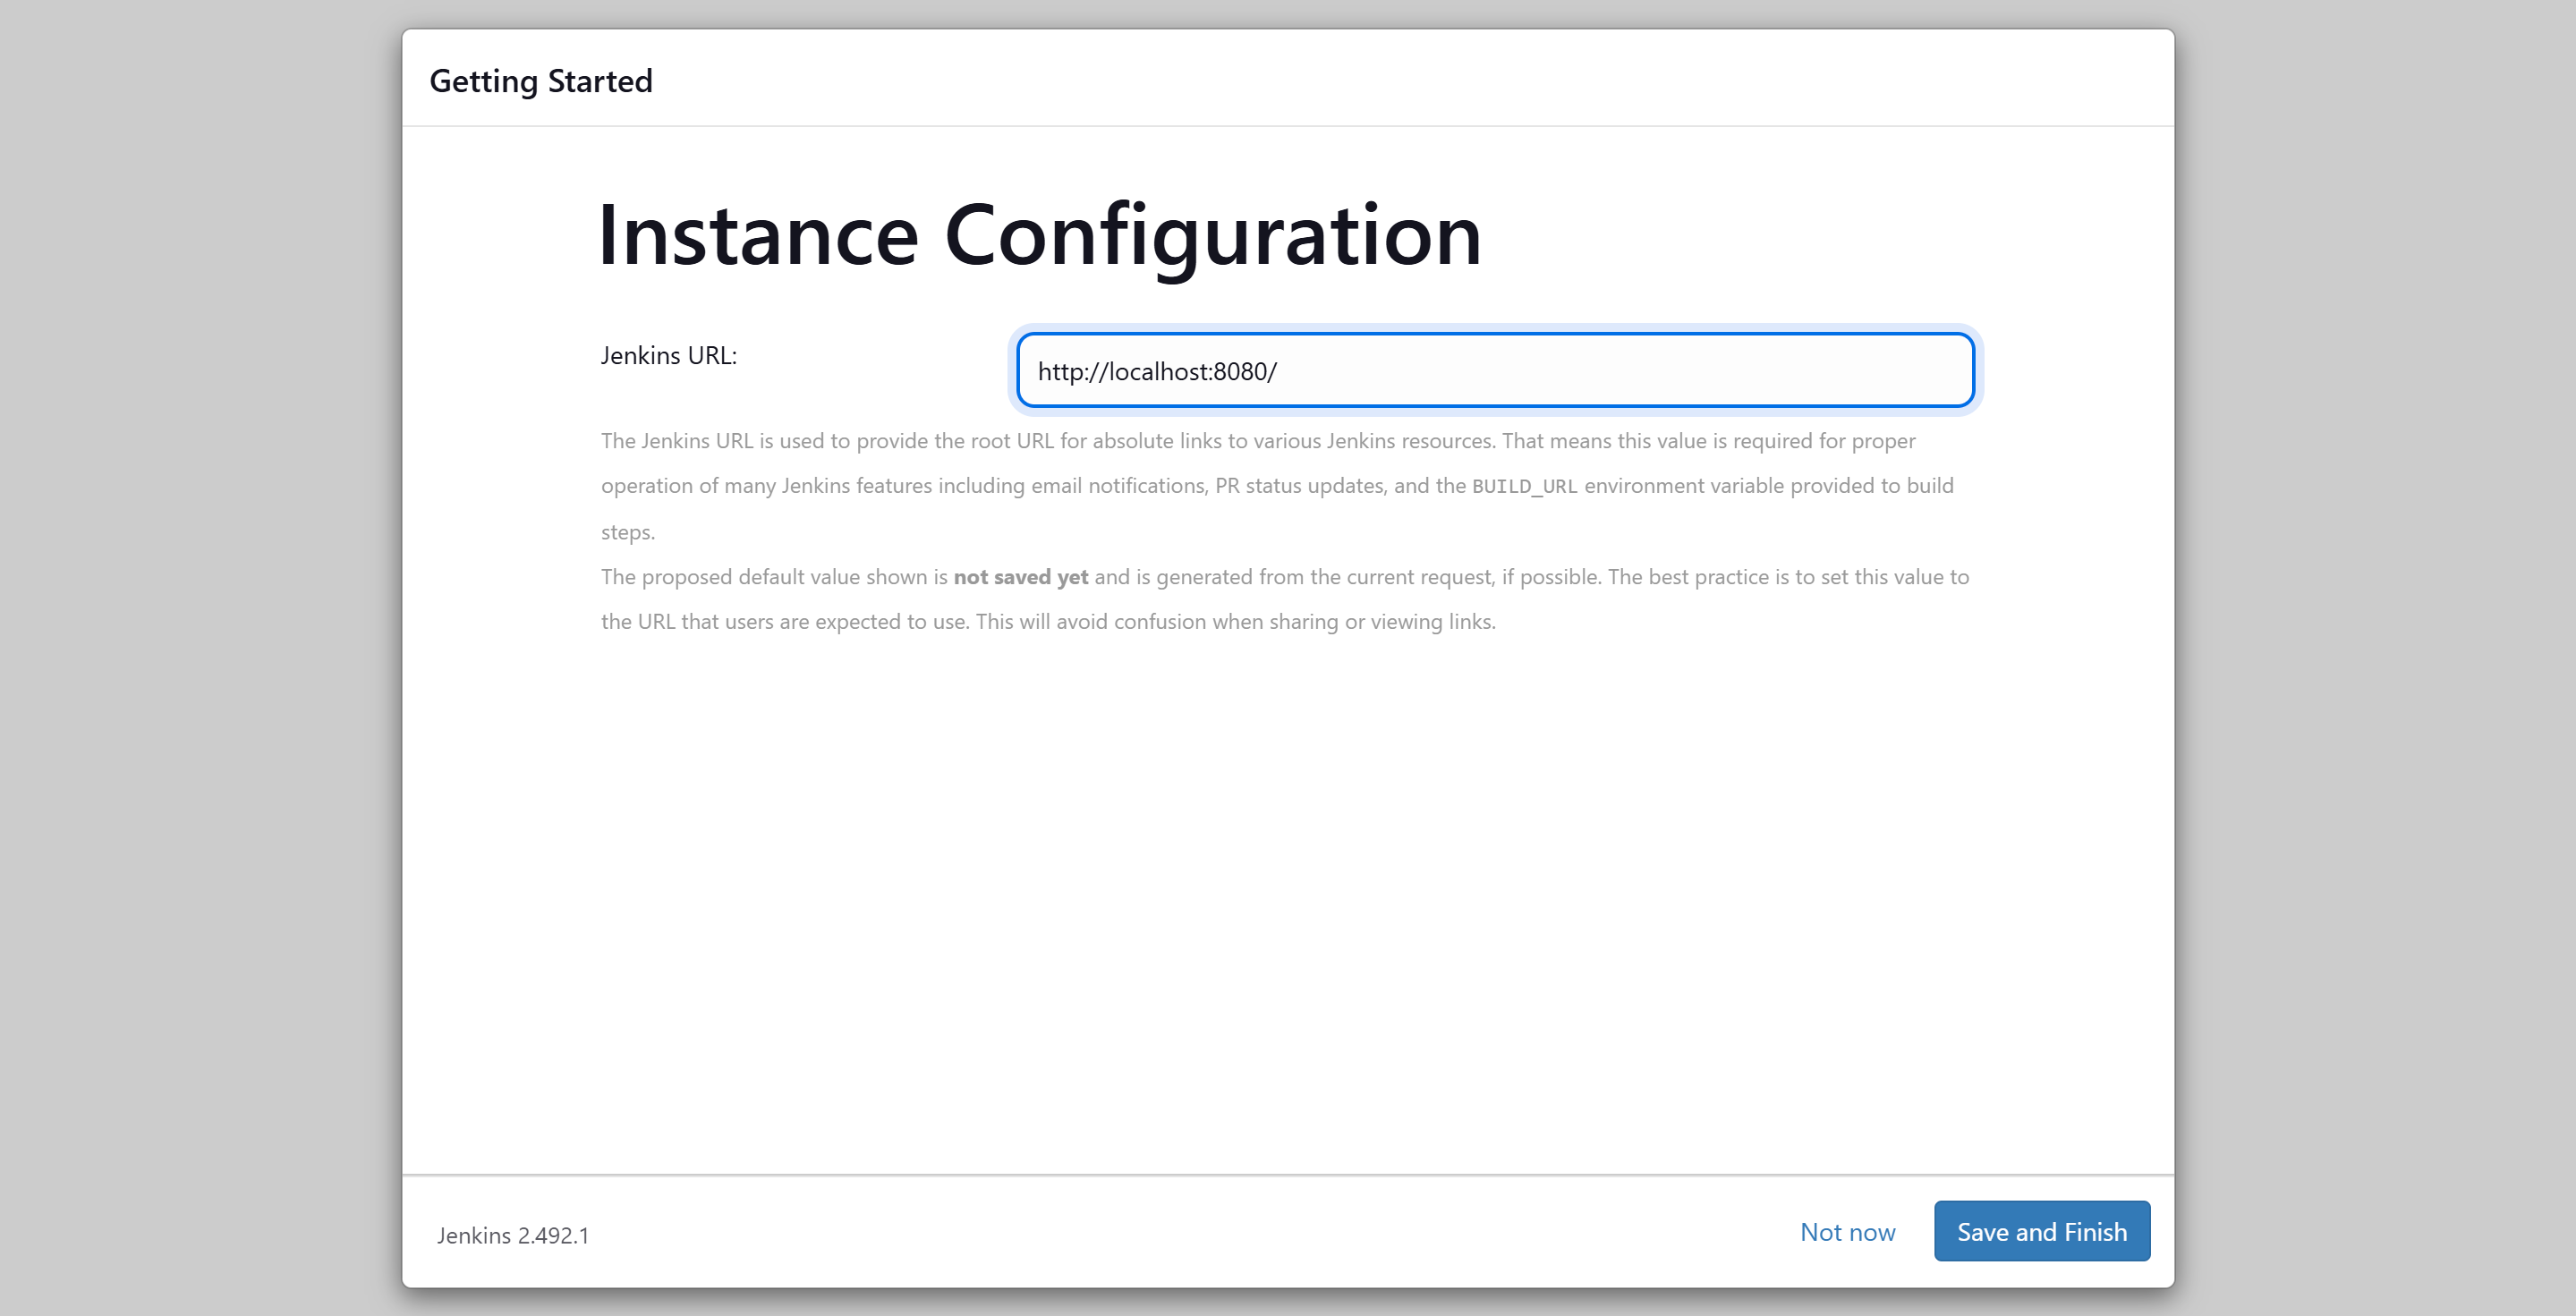 Getting Started
Instance Configuration
Jenkins URL:
http://localhost:8080/
The Jenkins URL is used to provide the root URL for absolute links to various Jenkins resources. That means this value is required for proper
operation of many Jenkins features including email notifications, PR status updates, and the BUILD_URL environment variable provided to build
steps.
The proposed default value shown is not saved yet and is generated from the current request, if possible. The best practice is to set this value to
the URL that users are expected to use. This will avoid confusion when sharing or viewing links.
Jenkins 2.492.1
Not now
Save and Finish